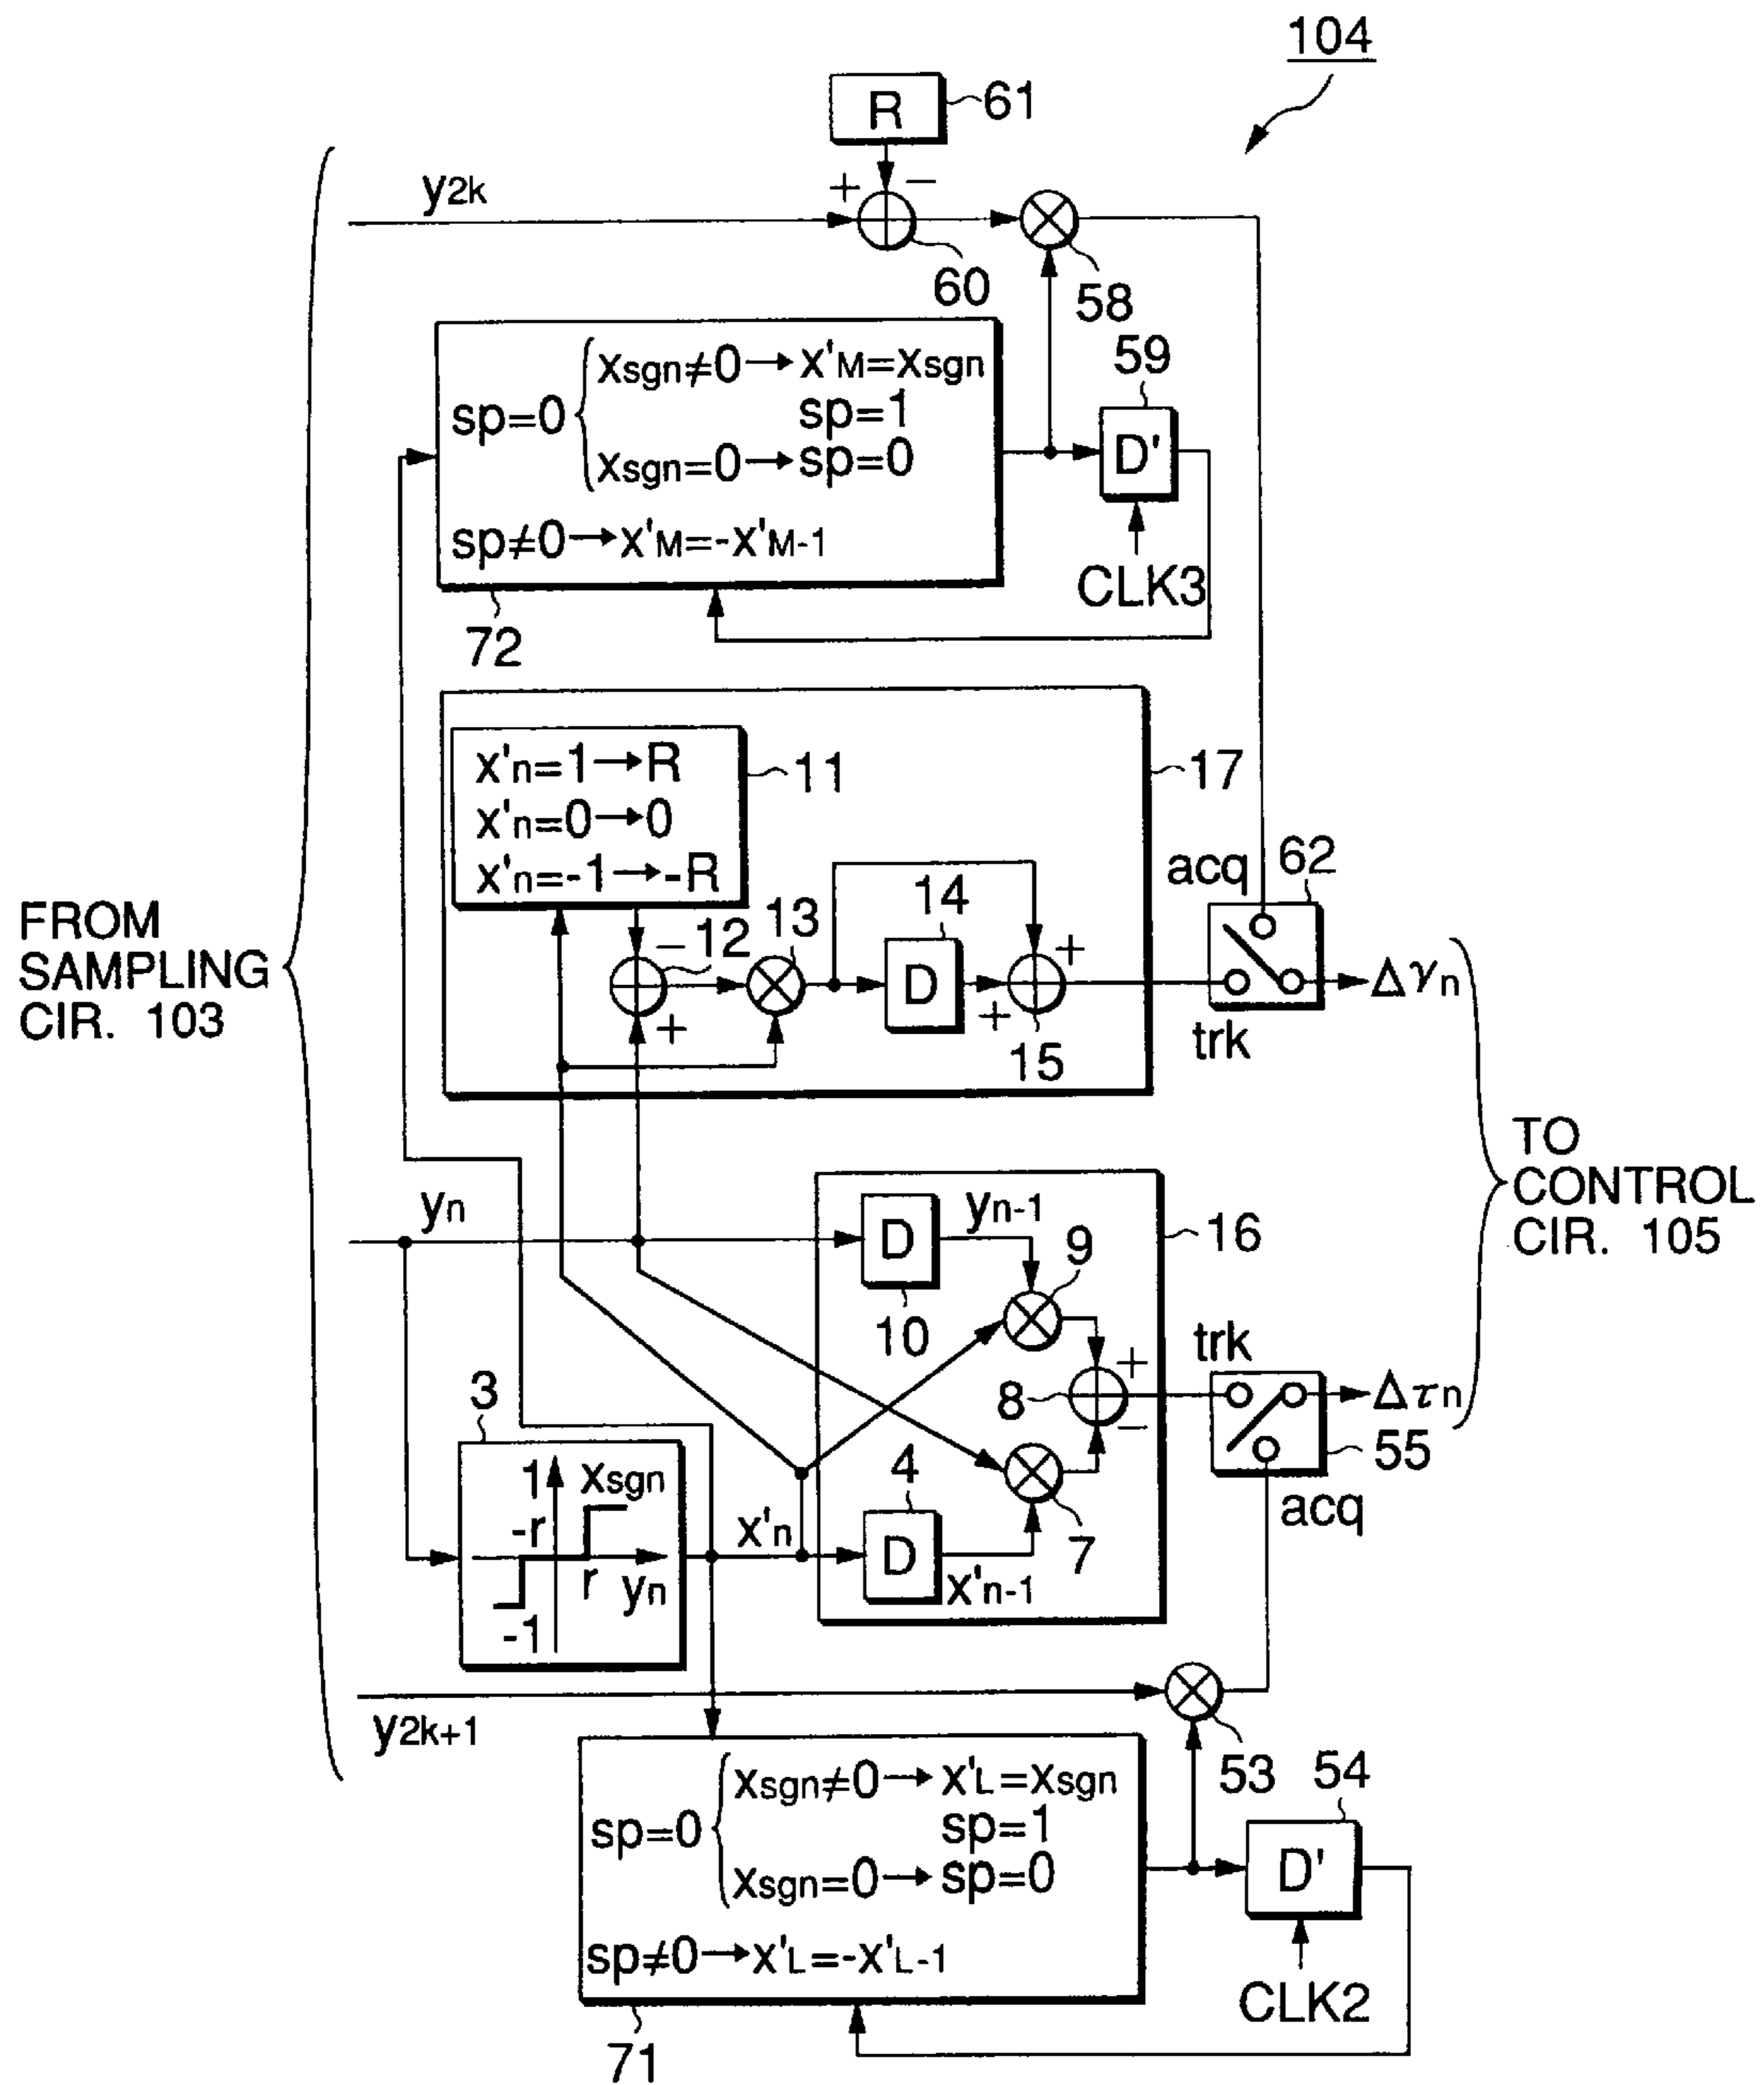 104
R
61
y2k
+
−
60
58
59
sp=0
xsgn≠0→x'M=xsgn
sp=1
xsgn=0→sp=0
sp≠0→x'M=-x'M-1
D'
CLK3
72
x'n=1→R
x'n=0→0
x'n=-1→-R
11
17
−
12
13
14
D
+
+
+
15
acq
62
trk
Δγn
FROM
SAMPLING
CIR. 103
TO
CONTROL
CIR. 105
yn
D
yn-1
10
9
16
8
+
−
trk
Δτn
55
acq
3
1
xsgn
-r
r
yn
-1
x'n
4
D
x'n-1
7
y2k+1
53
54
sp=0
xsgn≠0→x'L=xsgn
sp=1
xsgn=0→sp=0
sp≠0→x'L=-x'L-1
D'
CLK2
71